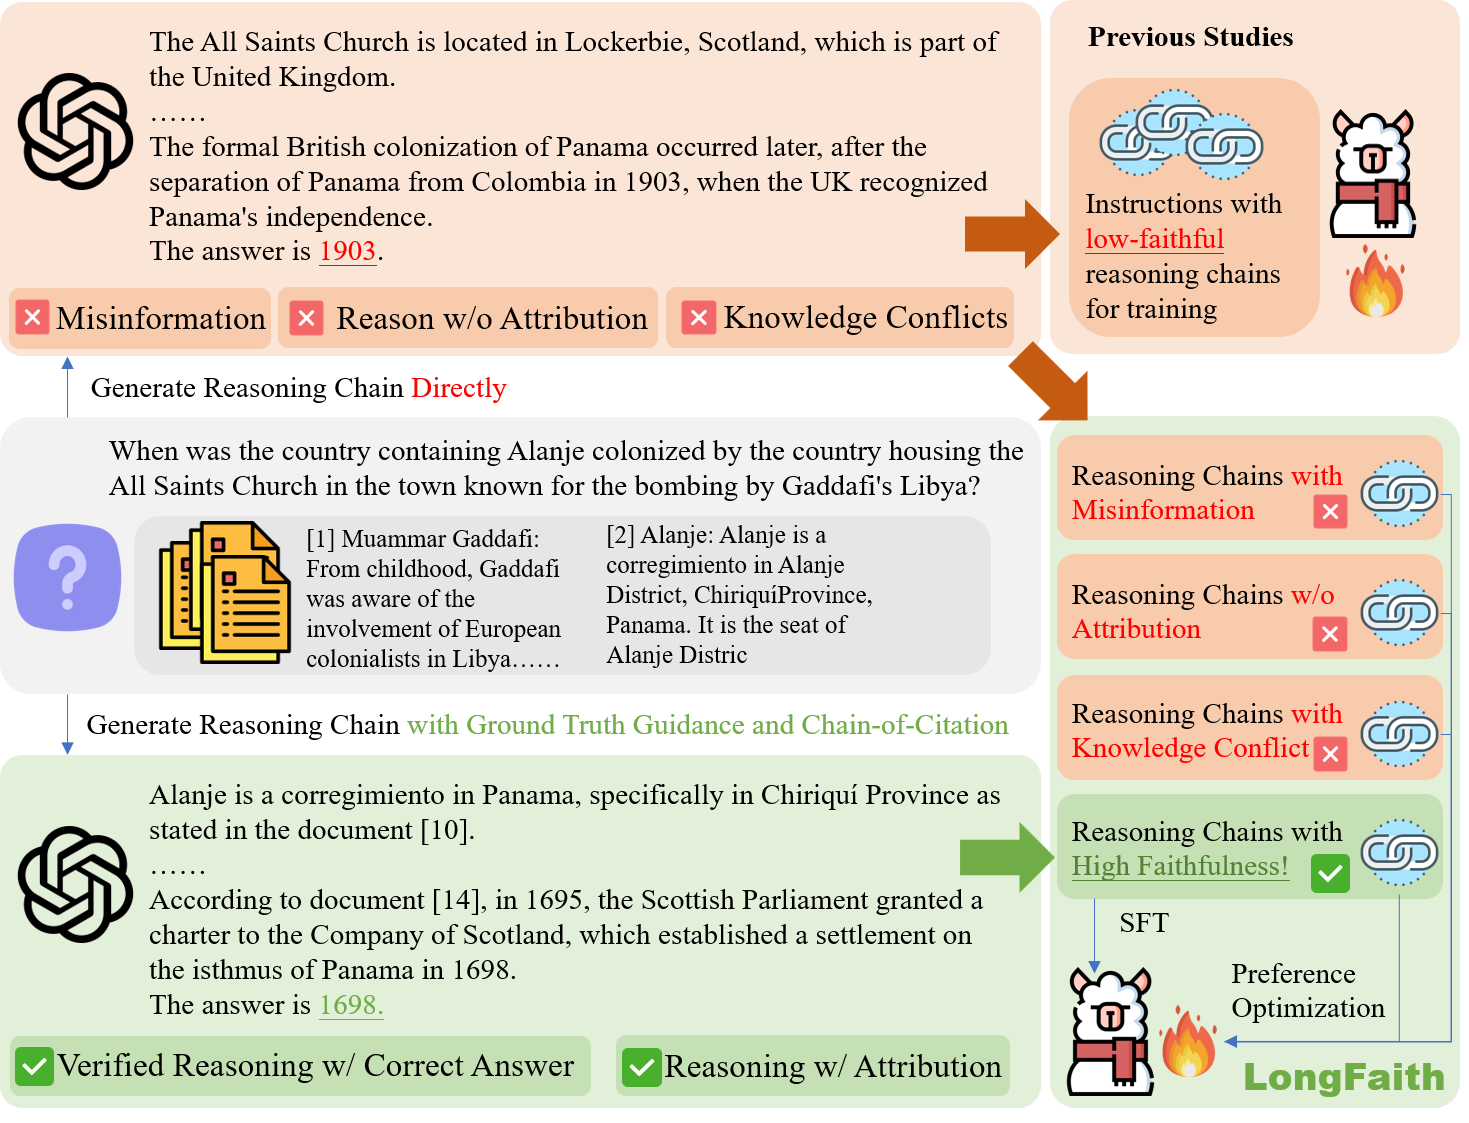 The All Saints Church is located in Lockerbie, Scotland, which is part of
the United Kingdom.
......
The formal British colonization of Panama occurred later, after the
separation of Panama from Colombia in 1903, when the UK recognized
Panama's independence.
The answer is 1903.
Misinformation
Reason w/o Attribution
Knowledge Conflicts
Previous Studies
Instructions with
low-faithful
reasoning chains
for training
Generate Reasoning Chain Directly
When was the country containing Alanje colonized by the country housing the
All Saints Church in the town known for the bombing by Gaddafi's Libya?
?
[1] Muammar Gaddafi:
From childhood, Gaddafi
was aware of the
involvement of European
colonialists in Libya......
[2] Alanje: Alanje is a
corregimiento in Alanje
District, ChiriquíProvince,
Panama. It is the seat of
Alanje Distric
Generate Reasoning Chain with Ground Truth Guidance and Chain-of-Citation
Alanje is a corregimiento in Panama, specifically in Chiriquí Province as
stated in the document [10].
......
According to document [14], in 1695, the Scottish Parliament granted a
charter to the Company of Scotland, which established a settlement on
the isthmus of Panama in 1698.
The answer is 1698.
Verified Reasoning w/ Correct Answer
Reasoning w/ Attribution
Reasoning Chains with
Misinformation
Reasoning Chains w/o
Attribution
Reasoning Chains with
Knowledge Conflict
Reasoning Chains with
High Faithfulness!
SFT
Preference
Optimization
LongFaith